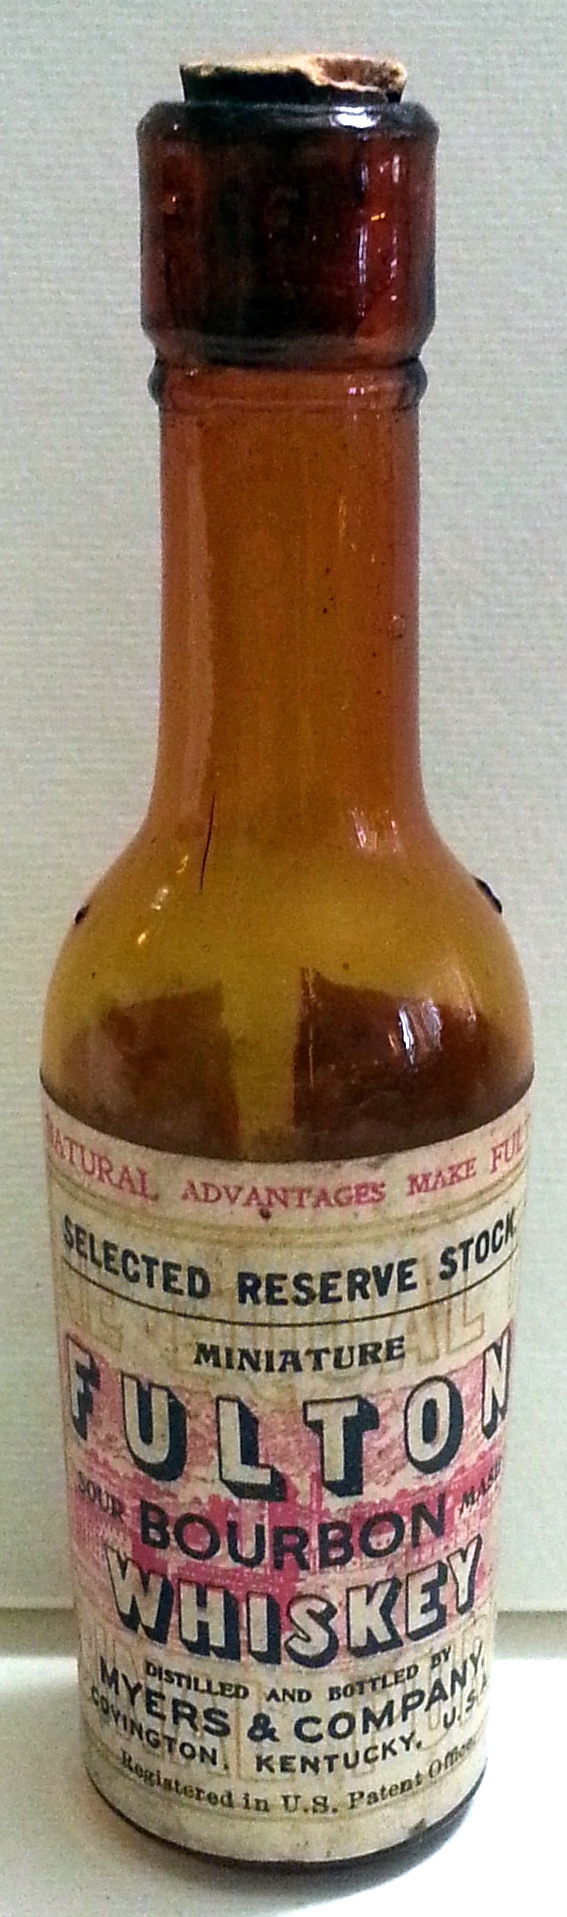 NATURAL ADVANTAGES MAKE
SELECTED RESERVE STOCK
MINIATURE
FULTON
SOUR BOURBON MASH
WHISKEY
DISTILLED AND BOTTLED BY
MYERS & COMPANY,
COVINGTON, KENTUCKY, U.S.A.
Registered in U.S. Patent Office